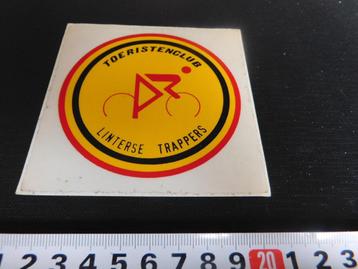 TOERISTENCLUB
LINTERSE TRAPPERS
1 2 3 4 5 6 7 8 9 20 1 2 3